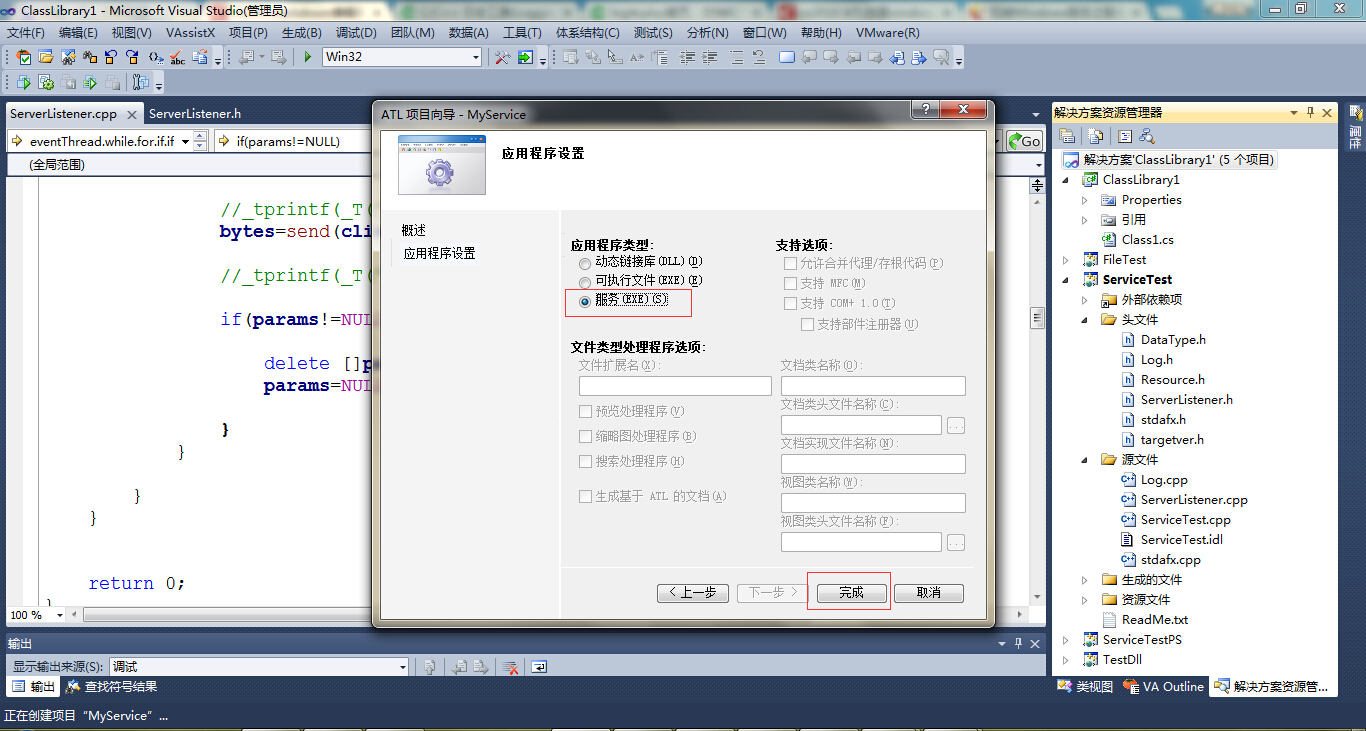 ClassLibrary1 - Microsoft Visual Studio(管理员)
文件(F) 编辑(E) 视图(V) VAssistX 项目(P) 生成(B) 调试(D) 团队(M) 数据(A) 工具(T) 体系结构(C) 测试(S) 分析(N) 窗口(W) 帮助(H) VMware(R)
Win32
ServerListener.cpp ServerListener.h
eventThread.while.for.if.if if(params!=NULL) Go
(全局范围)
//_tprintf(_T(
bytes=send(cli
//_tprintf(_T(
if(params!=NUL
delete []p
params=NUL
}
}
}
}
return 0;
100 %
ATL 项目向导 - MyService
应用程序设置
概述
应用程序设置
应用程序类型:
动态链接库(DLL)(D)
可执行文件(EXE)(E)
服务(EXE)(S)
支持选项:
允许合并代理/存根代码(P)
支持 MFC(M)
支持 COM+ 1.0(T)
支持部件注册器(U)
文件类型处理程序选项:
文件扩展名(X):
预览处理程序(V)
缩略图处理程序(B)
搜索处理程序(H)
生成基于 ATL 的文档(A)
文档类名称(O):
文档类头文件名称(C):
...
文档实现文件名称(N):
视图类名称(W):
视图类头文件名称(F):
...
< 上一步 下一步 > 完成 取消
解决方案资源管理器
解决方案'ClassLibrary1' (5 个项目)
ClassLibrary1
Properties
引用
Class1.cs
FileTest
ServiceTest
外部依赖项
头文件
DataType.h
Log.h
Resource.h
ServerListener.h
stdafx.h
targetver.h
源文件
Log.cpp
ServerListener.cpp
ServiceTest.cpp
ServiceTest.idl
stdafx.cpp
生成的文件
资源文件
ReadMe.txt
ServiceTestPS
TestDll
类视图 VA Outline 解决方案资源管...
属性
输出
显示输出来源(S): 调试
输出 查找符号结果
正在创建项目 “MyService” ...